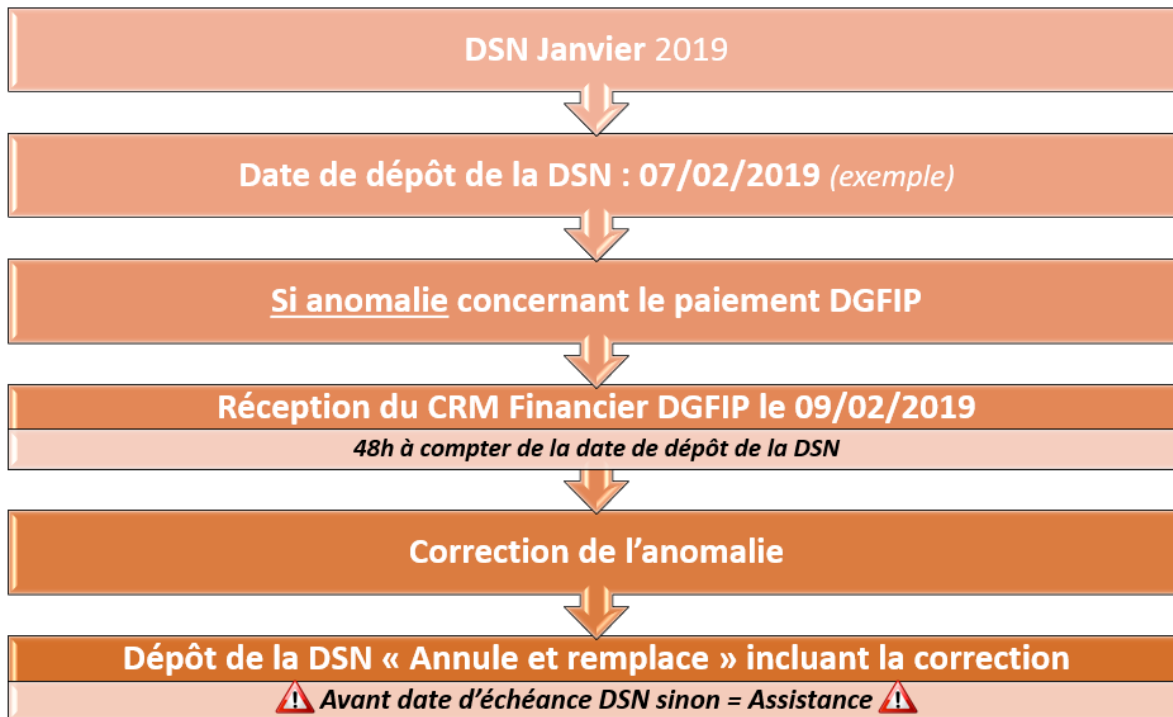 DSN Janvier 2019
Date de dépôt de la DSN : 07/02/2019 (exemple)
Si anomalie concernant le paiement DGFIP
Réception du CRM Financier DGFIP le 09/02/2019
48h à compter de la date de dépôt de la DSN
Correction de l'anomalie
Dépôt de la DSN « Annule et remplace » incluant la correction
Avant date d'échéance DSN sinon = Assistance